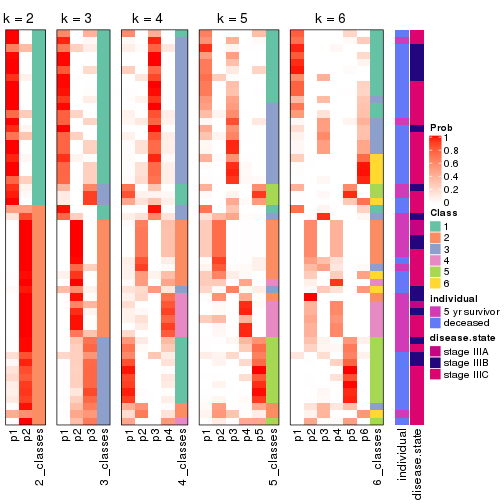 k = 2
k = 3
k = 4
k = 5
k = 6
Prob
1
0.8
0.6
0.4
0.2
0
Class
1
2
3
4
5
6
individual
5 yr survivor
deceased
disease.state
stage IIIA
stage IIIB
stage IIIC
p1
p2
2_classes
p1
p2
p3
3_classes
p1
p2
p3
p4
4_classes
p1
p2
p3
p4
p5
5_classes
p1
p2
p3
p4
p5
p6
6_classes
individual
disease.state